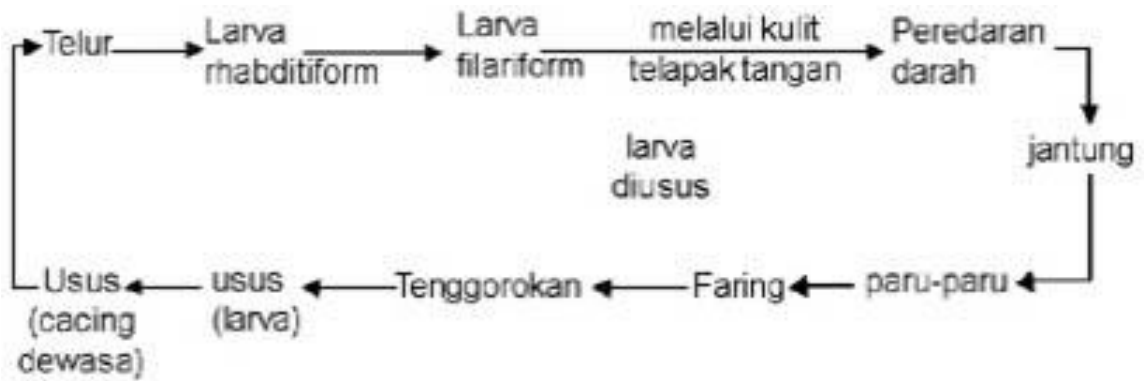 Telur
Larva
rhabditiform
Larva
filariform
melalui kulit
telapak tangan
Peredaran
darah
jantung
larva
diusus
paru-paru
Faring
Tenggorokan
usus
(larva)
Usus
(cacing
dewasa)